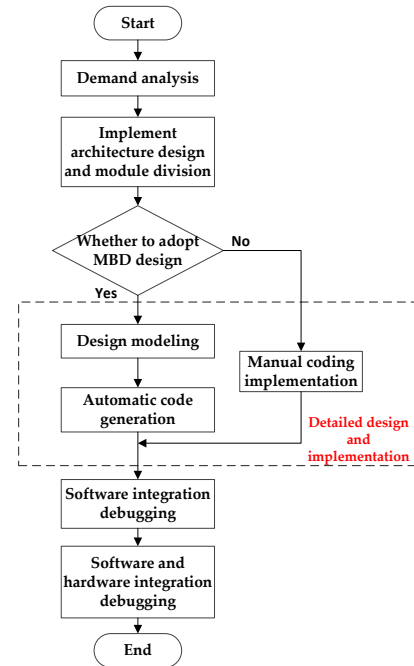 Start
Demand analysis
Implement
architecture design
and module division
Whether to adopt
MBD design
No
Yes
Design modeling
Manual coding
implementation
Automatic code
generation
Detailed design
and
implementation
Software integration
debugging
Software and
hardware integration
debugging
End